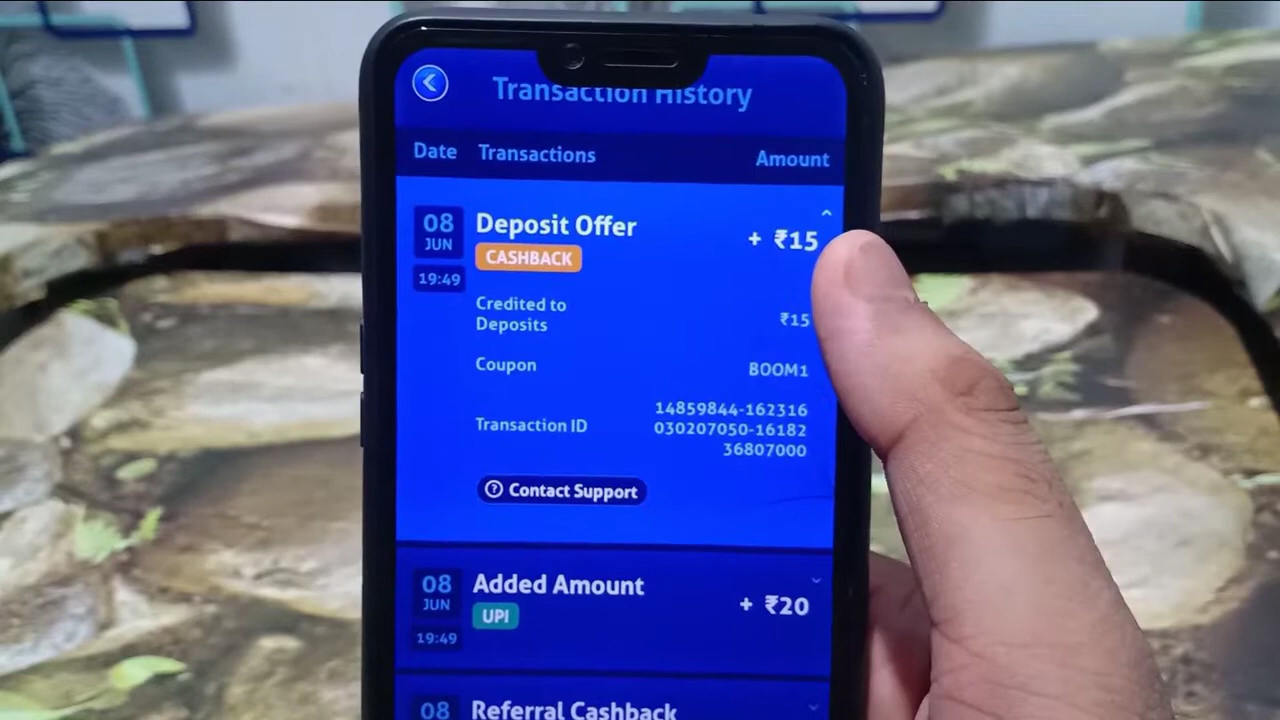 Transaction History
Date Transactions Amount
08 JUN 19:49
Deposit Offer
+ ₹15
CASHBACK
Credited to Deposits
₹15
Coupon
BOOM1
Transaction ID
14859844-162316
030207050-16182
36807000
Contact Support
08 JUN 19:49
Added Amount
+ ₹20
UPI
08
Referral Cashback